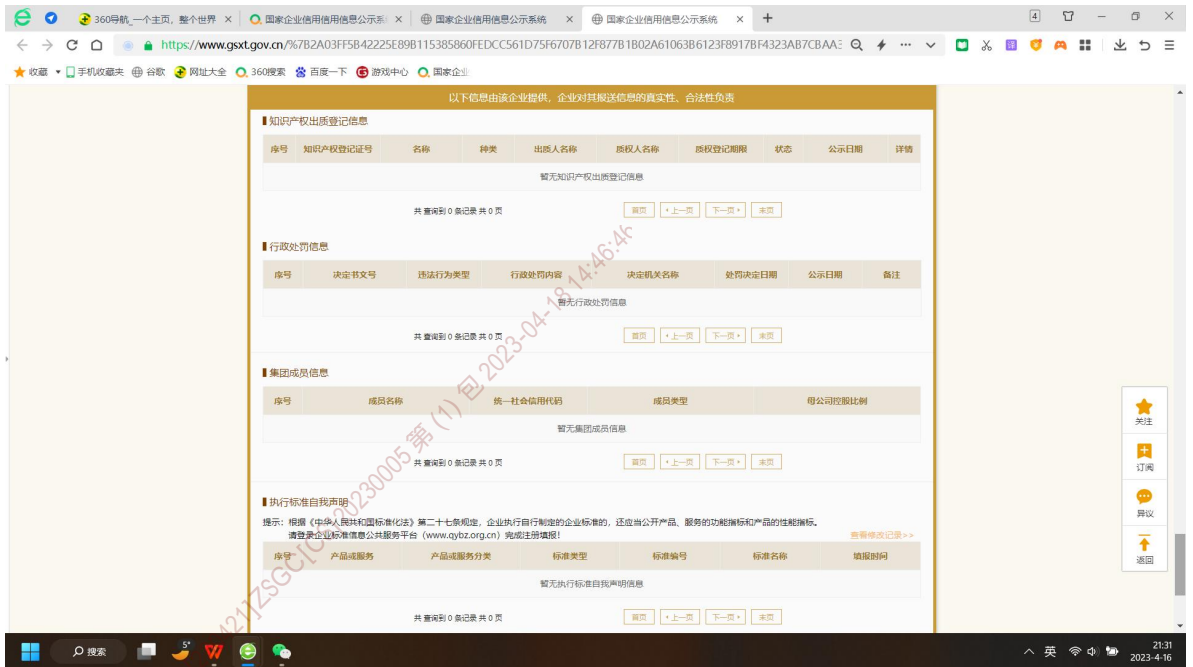 360导航_一个主页，整个世界 ×
国家企业信用信用信息公示系 ×
国家企业信用信息公示系统 ×
国家企业信用信息公示系统 ×
4
https://www.gsxt.gov.cn/%7B2A03FF5B42225E89B115385860FEDCC561D75F6707B12F877B1B02A61063B6123F8917BF4323AB7CBAA3
收藏 手机收藏夹 谷歌 网址大全 360搜索 百度一下 游戏中心 国家企业
以下信息由该企业提供，企业对其报送信息的真实性、合法性负责
知识产权出质登记信息
序号 知识产权登记证号 名称 种类 出质人名称 质权人名称 质权登记期限 状态 公示日期 详情
暂无知识产权出质登记信息
共 查询到 0 条记录 共 0 页 首页 上一页 下一页 末页
行政处罚信息
序号 决定书文号 违法行为类型 行政处罚内容 决定机关名称 处罚决定日期 公示日期 备注
暂无行政处罚信息
共 查询到 0 条记录 共 0 页 首页 上一页 下一页 末页
集团成员信息
序号 成员名称 统一社会信用代码 成员类型 母公司控股比例
暂无集团成员信息
共 查询到 0 条记录 共 0 页 首页 上一页 下一页 末页
执行标准自我声明
提示：根据《中华人民共和国标准化法》第二十七条规定，企业执行自行制定的企业标准的，还应当公开产品、服务的功能指标和产品的性能指标。
请登录企业标准信息公共服务平台（www.qybz.org.cn）完成注册填报！
查看修改记录>>
序号 产品或服务 产品或服务分类 标准类型 标准编号 标准名称 填报时间
暂无执行标准自我声明信息
共 查询到 0 条记录 共 0 页 首页 上一页 下一页 末页
关注
订阅
异议
返回
421]ZSGC[CS]20230005 第 (1) 包 2023-04-18 14:46:46
搜索
5°
英
21:31
2023-4-16